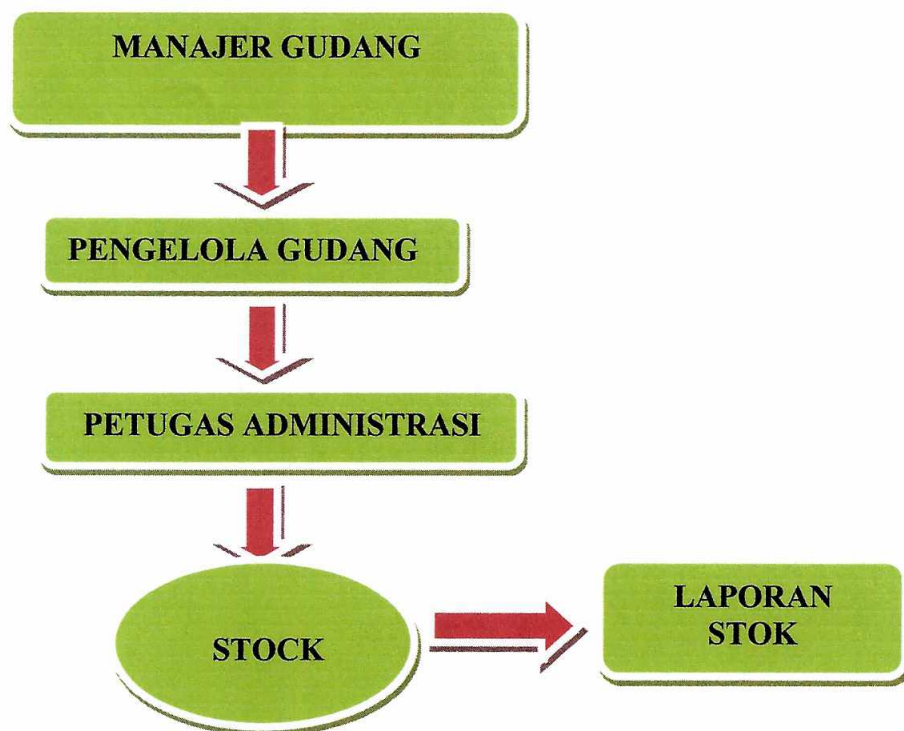 MANAJER GUDANG
PENGELOLA GUDANG
PETUGAS ADMINISTRASI
STOCK
LAPORAN
STOK